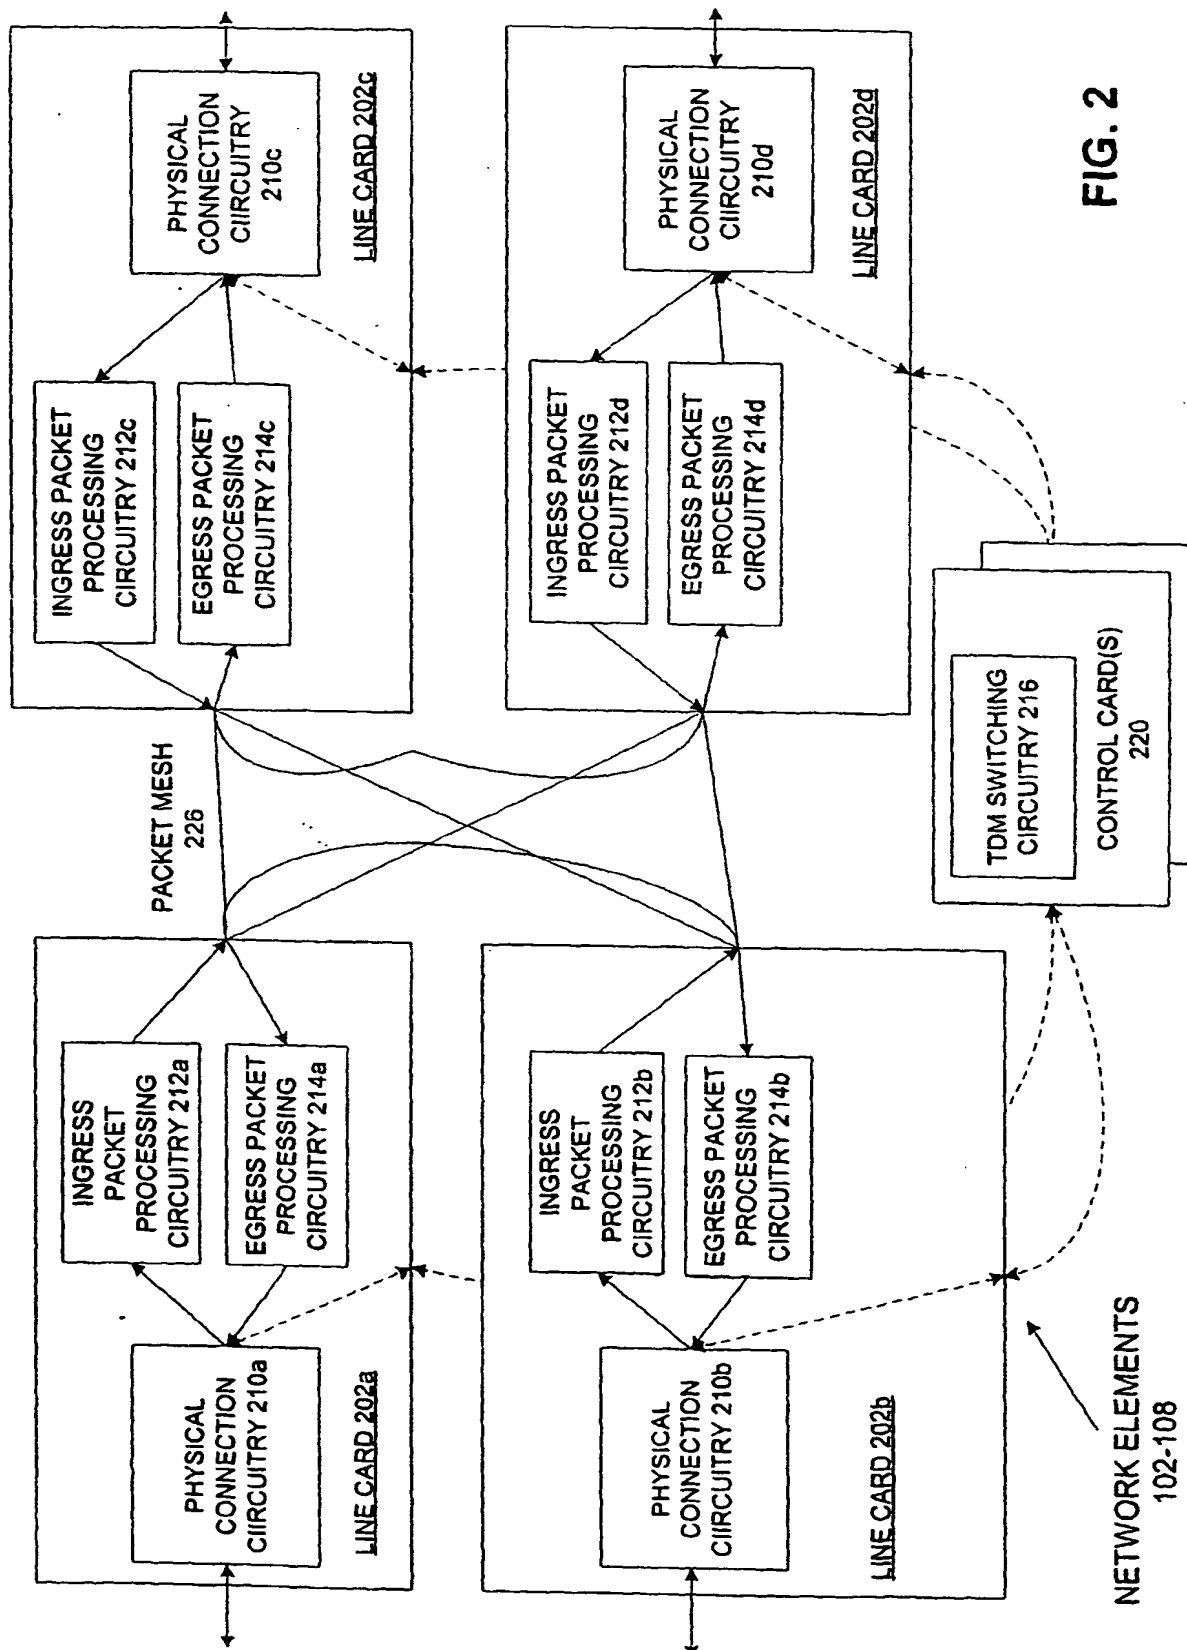 PHYSICAL
CONNECTION
CIIRCUITRY 210a
INGRESS
PACKET
PROCESSING
CIRCUITRY 212a
EGRESS PACKET
PROCESSING
CIRCUITRY 214a
LINE CARD 202a
PACKET MESH
226
INGRESS PACKET
PROCESSING
CIRCUITRY 212c
EGRESS PACKET
PROCESSING
CIRCUITRY 214c
PHYSICAL
CONNECTION
CIIRCUITRY
210c
LINE CARD 202c
PHYSICAL
CONNECTION
CIIRCUITRY 210b
INGRESS
PACKET
PROCESSING
CIRCUITRY 212b
EGRESS PACKET
PROCESSING
CIRCUITRY 214b
LINE CARD 202b
INGRESS PACKET
PROCESSING
CIRCUITRY 212d
EGRESS PACKET
PROCESSING
CIRCUITRY 214d
PHYSICAL
CONNECTION
CIIRCUITRY
210d
LINE CARD 202d
TDM SWITCHING
CIRCUITRY 216
CONTROL CARD(S)
220
NETWORK ELEMENTS
102-108
FIG. 2